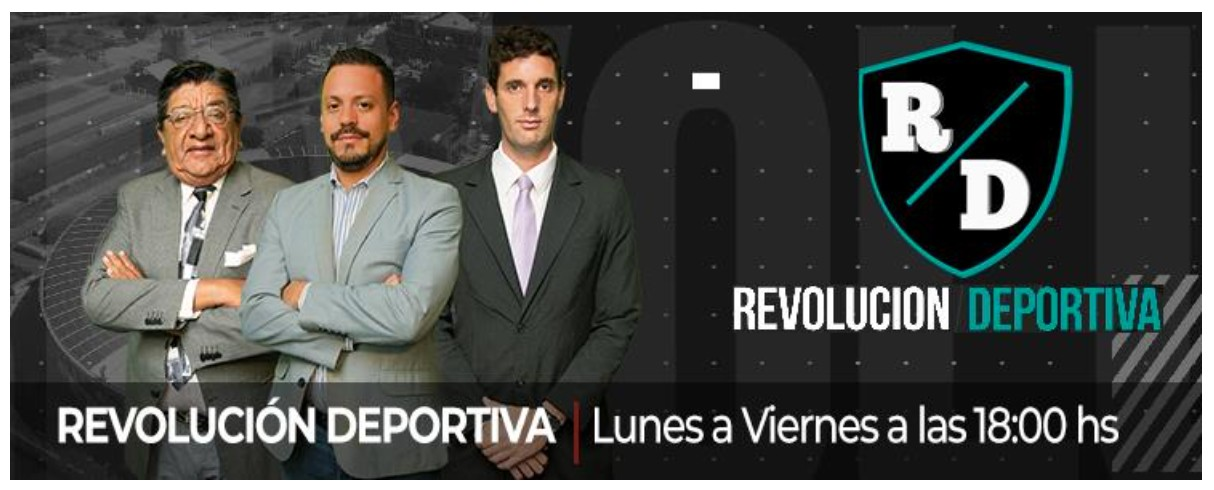 R
D
REVOLUCION DEPORTIVA
REVOLUCIÓN DEPORTIVA | Lunes a Viernes a las 18:00 hs